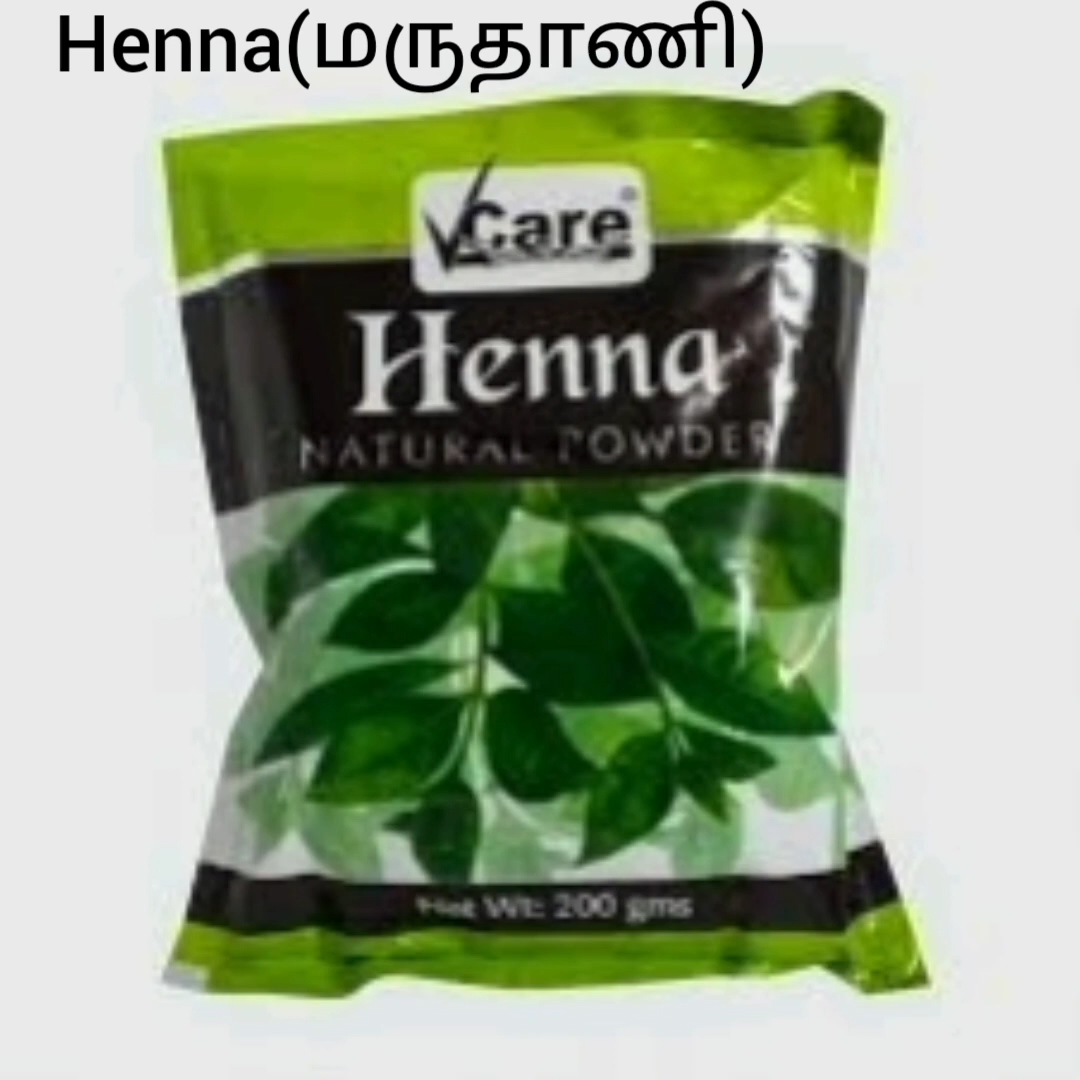 Henna(மருதாணி)
VCare®
Henna
NATURAL POWDER
Net Wt: 200 gms